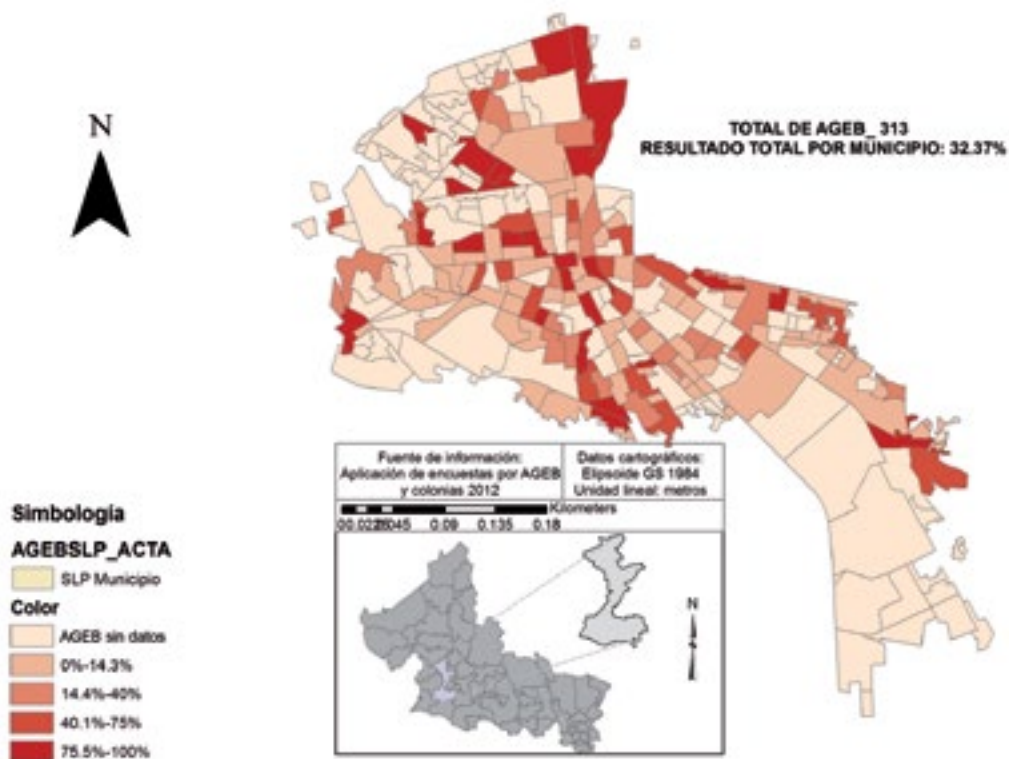 N
TOTAL DE AGEB_ 313
RESULTADO TOTAL POR MUNICIPIO: 32.37%
Fuente de información:
Aplicación de encuestas por AGEB
y colonias 2012
Datos cartográficos:
Elipsoide GS 1984
Unidad lineal: metros
Kilometers
0.09 0.135 0.18
N
Simbología
AGEBSLP_ACTA
SLP Municipio
Color
AGEB sin datos
0%-14.3%
14.4%-40%
40.1%-75%
75.5%-100%